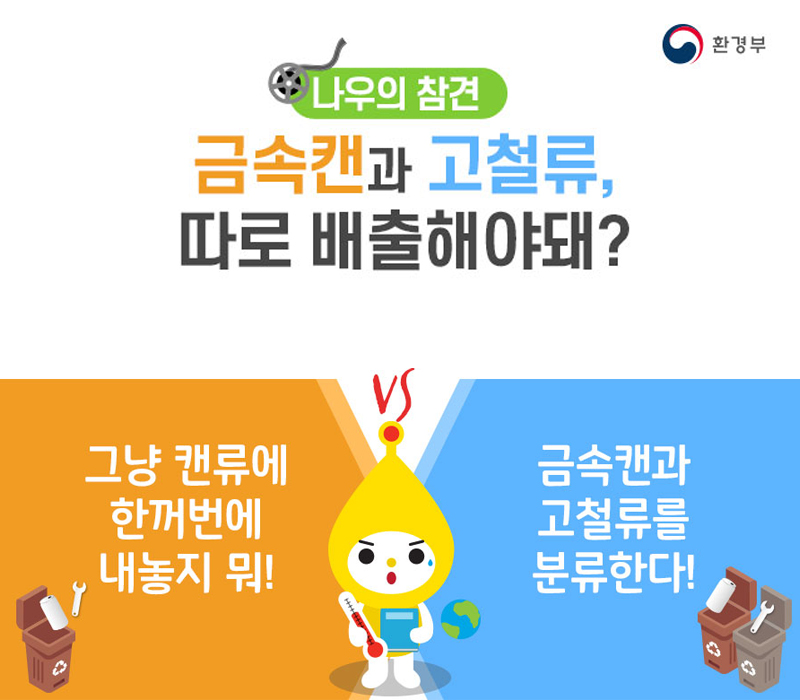 환경부
나우의 참견
금속캔과 고철류,
따로 배출해야돼?
VS
그냥 캔류에
한꺼번에
내놓지 뭐!
금속캔과
고철류를
분류한다!